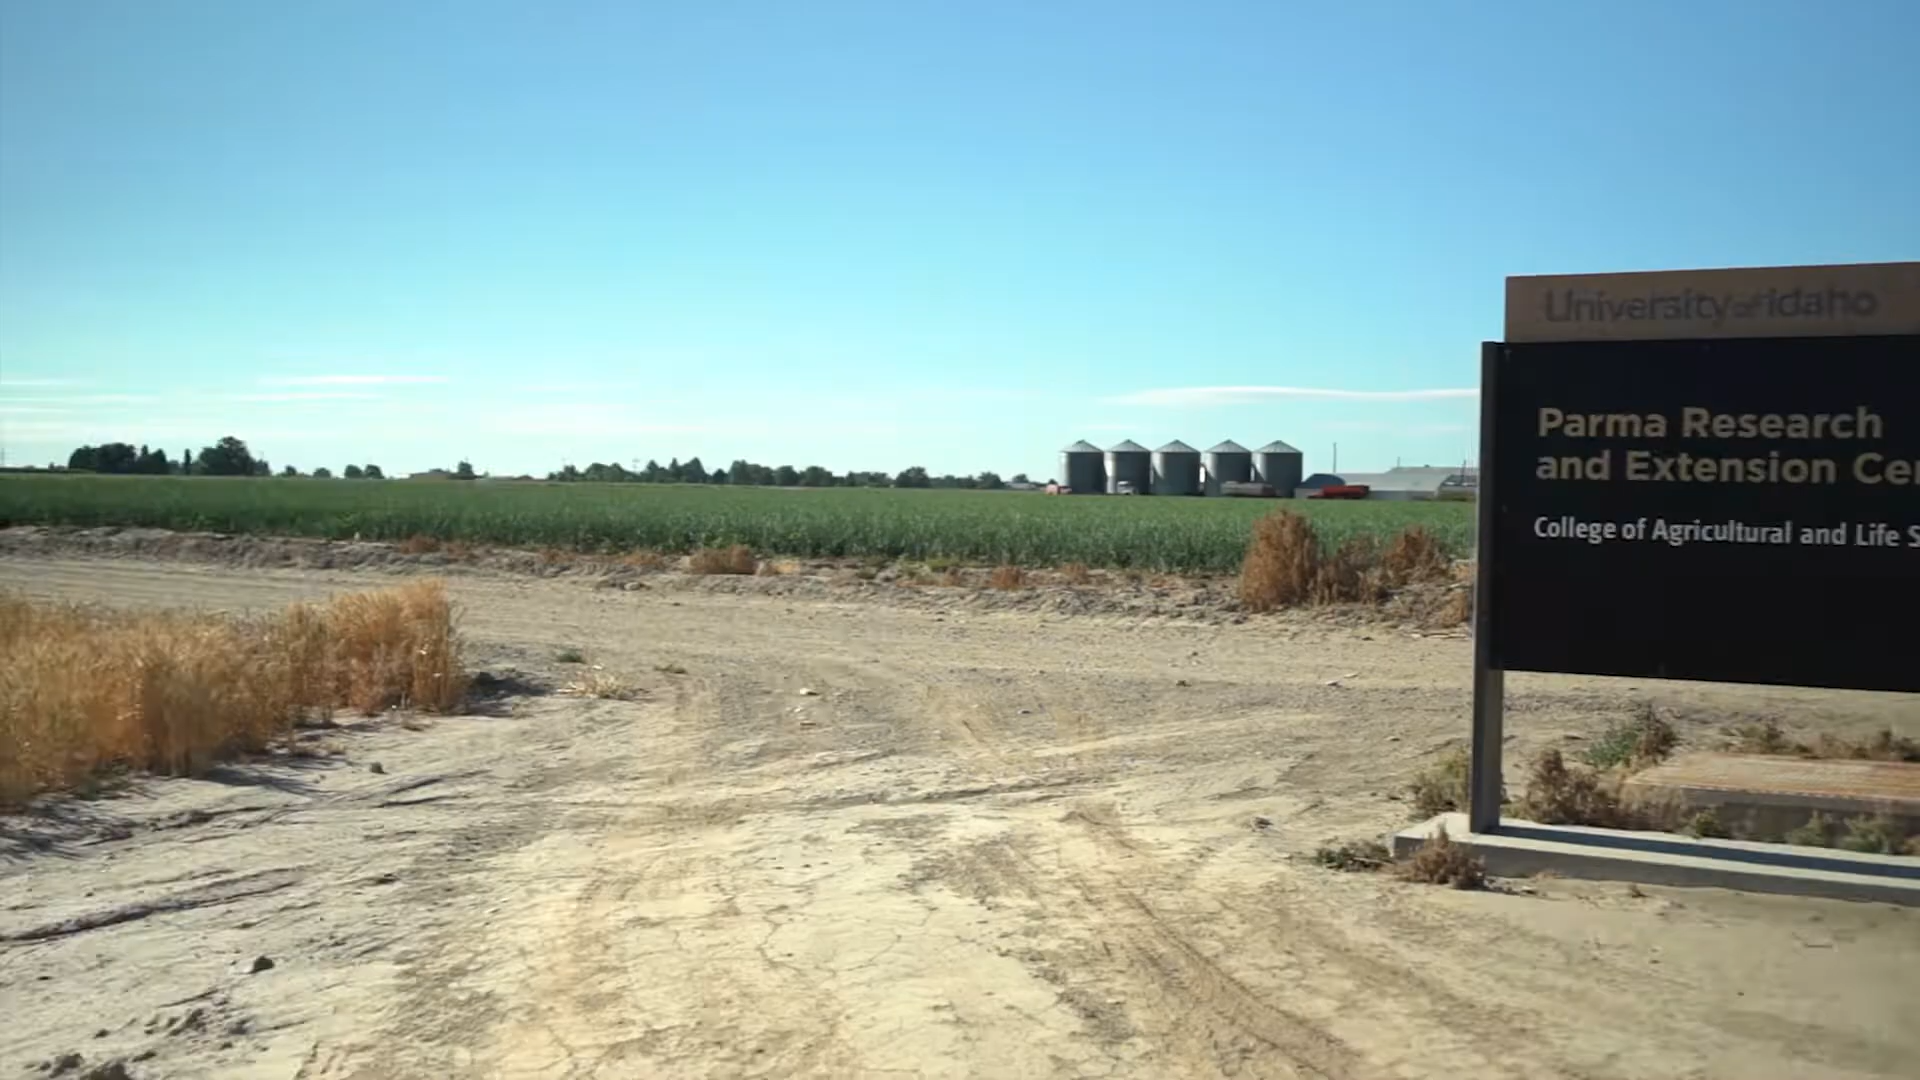 University of Idaho
Parma Research
and Extension Cen
College of Agricultural and Life S